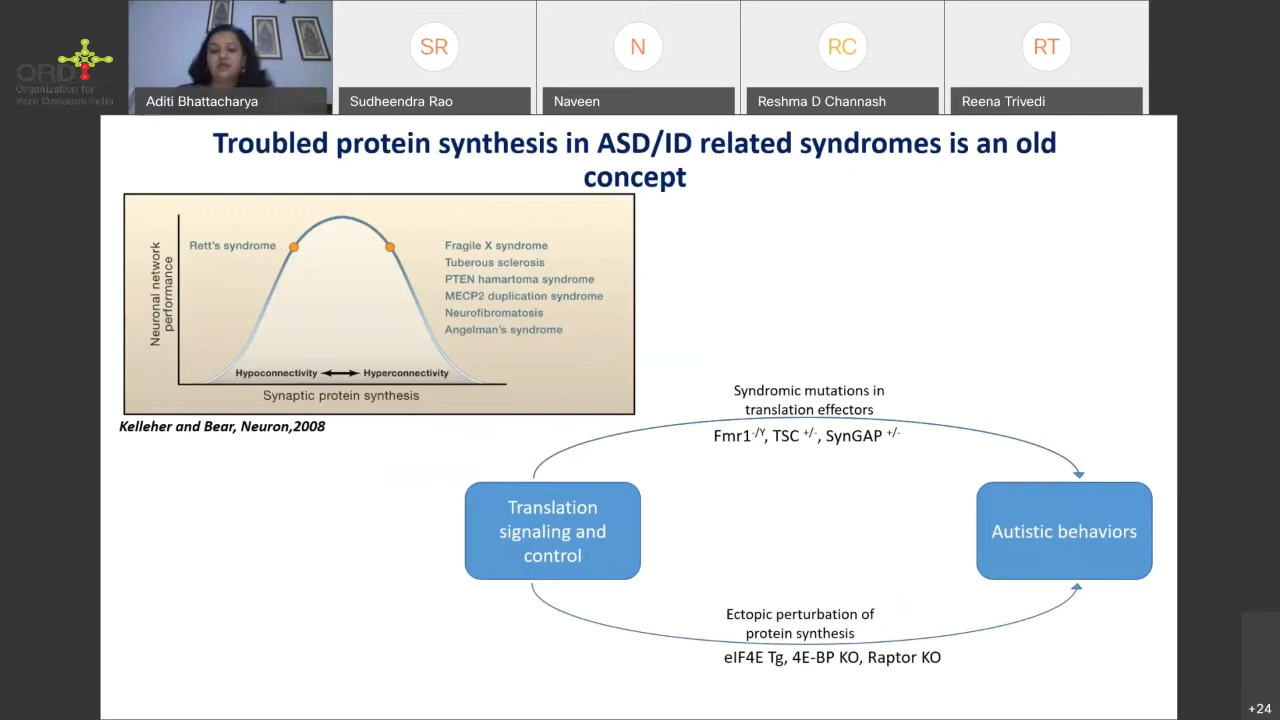 ORDI
Organization for
Rare Diseases India
SR
N
RC
RT
Aditi Bhattacharya
Sudheendra Rao
Naveen
Reshma D Channash
Reena Trivedi
Troubled protein synthesis in ASD/ID related syndromes is an old
concept
Neuronal network
performance
Rett's syndrome
Fragile X syndrome
Tuberous sclerosis
PTEN hamartoma syndrome
MECP2 duplication syndrome
Neurofibromatosis
Angelman's syndrome
Hypoconnectivity
Hyperconnectivity
Synaptic protein synthesis
Kelleher and Bear, Neuron,2008
Syndromic mutations in
translation effectors
Fmr1-/Y, TSC +/-, SynGAP +/-
Translation
signaling and
control
Autistic behaviors
Ectopic perturbation of
protein synthesis
eIF4E Tg, 4E-BP KO, Raptor KO
+24